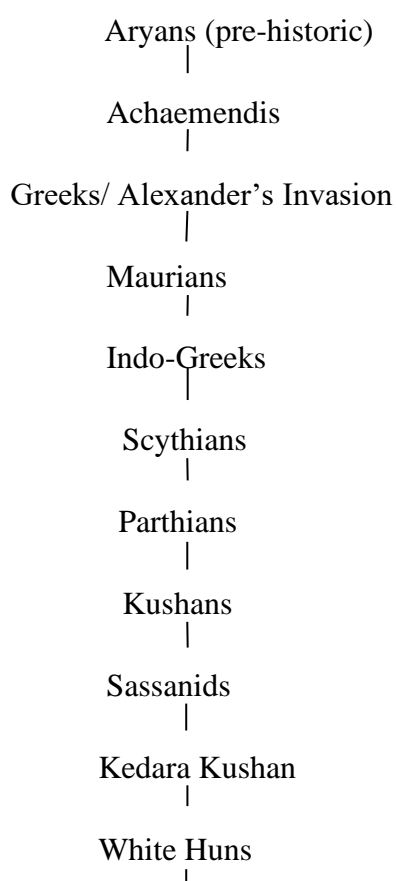 Aryans (pre-historic)
Achaemendis
Greeks/ Alexander’s Invasion
Maurians
Indo-Greeks
Scythians
Parthians
Kushans
Sassanids
Kedara Kushan
White Huns